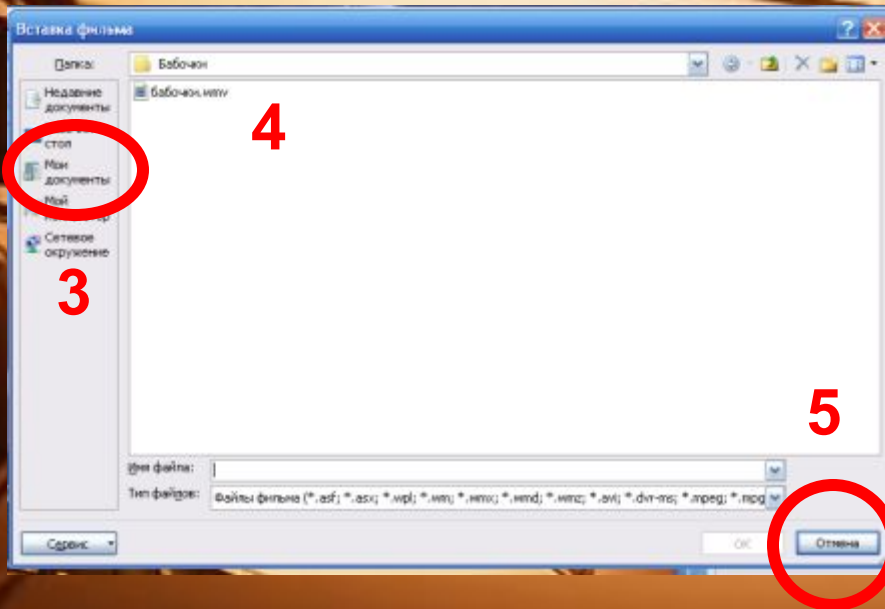 Вставка фильма
Папка:
Бабочки
Недавние
документы
стол
Мои
документы
Мой
Сетевое
окружение
бабочки.wmv
4
3
5
Имя файла:
Тип файлов:
Файлы фильма (*.asf; *.asx; *.wpl; *.wm; *.wmx; *.wmd; *.wmz; *.avi; *.dvr-ms; *.mpeg; *.mpg
Сервис
ОК
Отмена